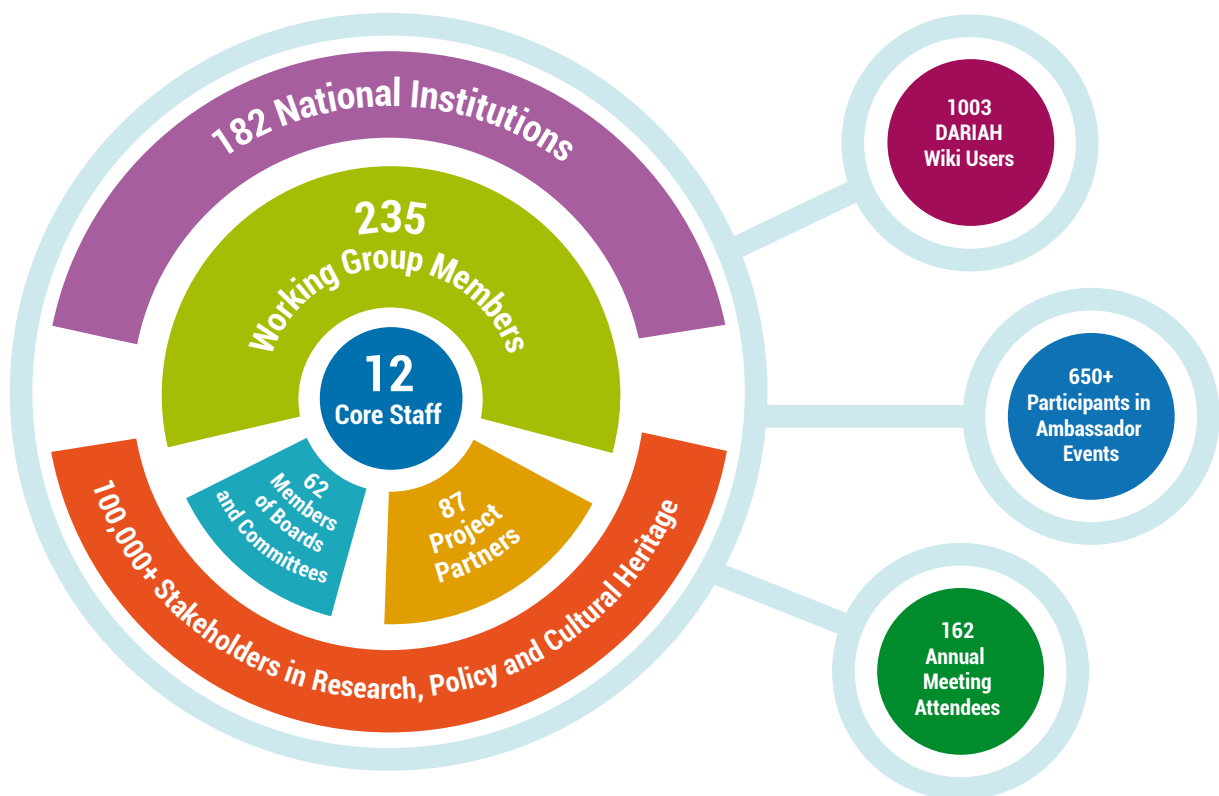 182 National Institutions
235
Working Group Members
12
Core Staff
62
Members
of Boards
and Committees
87
Project
Partners
100,000+ Stakeholders in Research, Policy and Cultural Heritage
1003
DARIAH
Wiki Users
650+
Participants in
Ambassador
Events
162
Annual
Meeting
Attendees